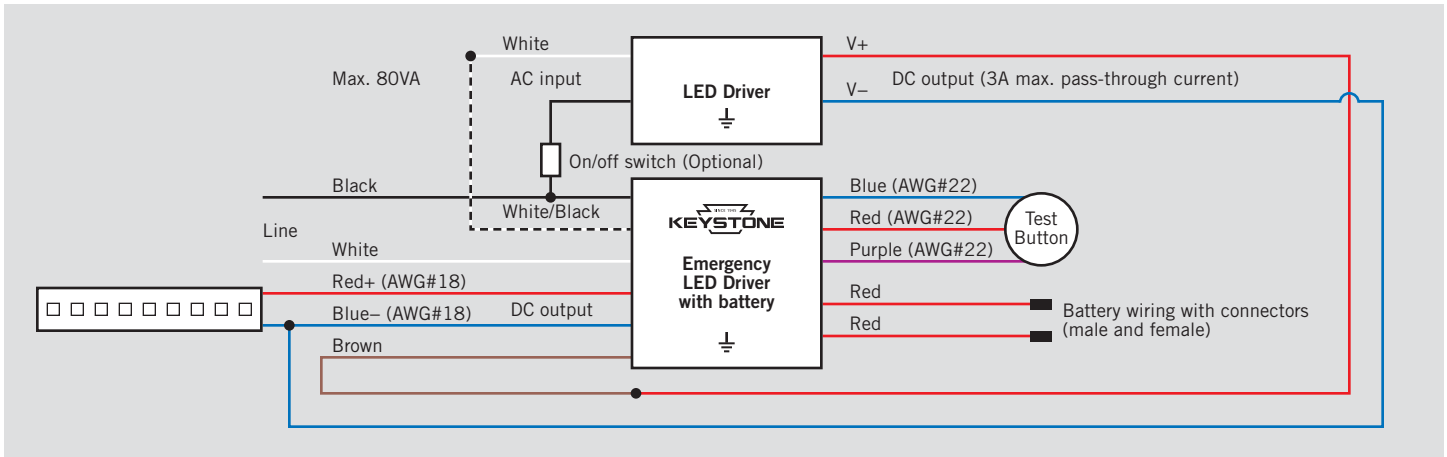 White
V+
Max. 80VA
AC input
LED Driver
DC output (3A max. pass-through current)
V–
On/off switch (Optional)
Black
Blue (AWG#22)
White/Black
KEYSTONE
Red (AWG#22)
Test
Button
Line
White
Purple (AWG#22)
Emergency
LED Driver
with battery
Red+ (AWG#18)
Red
Blue– (AWG#18)
DC output
Battery wiring with connectors
(male and female)
Red
Brown